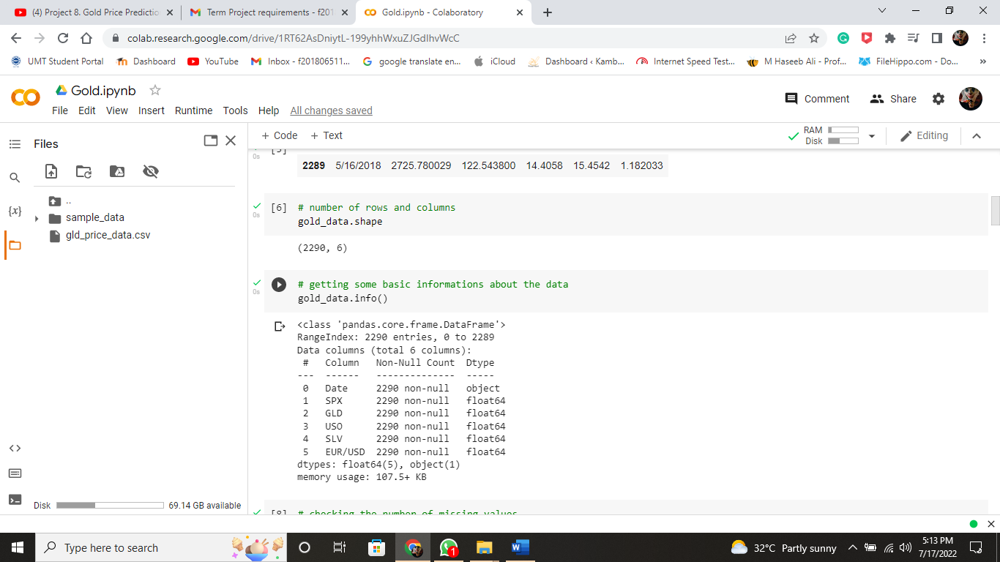 (4) Project 8. Gold Price Predictio
Term Project requirements - f201
Gold.ipynb - Colaboratory
colab.research.google.com/drive/1RT62AsDniytL-199yhhWxuZJGdIhvWcC
UMT Student Portal
Dashboard
YouTube
Inbox - f201806511...
google translate en...
iCloud
Dashboard ‹ Kamb...
Internet Speed Test...
M Haseeb Ali - Prof...
FileHippo.com - Do...
»
Gold.ipynb
Comment
Share
File Edit View Insert Runtime Tools Help All changes saved
Files
+ Code + Text
RAM
Disk
Editing
[5]
0s
2289 5/16/2018 2725.780029 122.543800 14.4058 15.4542 1.182033
..
sample_data
gld_price_data.csv
{x}
[6] # number of rows and columns
0s
gold_data.shape
(2290, 6)
# getting some basic informations about the data
0s
gold_data.info()
<class 'pandas.core.frame.DataFrame'>
RangeIndex: 2290 entries, 0 to 2289
Data columns (total 6 columns):
# Column Non-Null Count Dtype
--- ------ -------------- -----
0 Date 2290 non-null object
1 SPX 2290 non-null float64
2 GLD 2290 non-null float64
3 USO 2290 non-null float64
4 SLV 2290 non-null float64
5 EUR/USD 2290 non-null float64
dtypes: float64(5), object(1)
memory usage: 107.5+ KB
[8] # checking the number of missing values
Disk 69.14 GB available
Type here to search
1
32°C Partly sunny
5:13 PM
7/17/2022